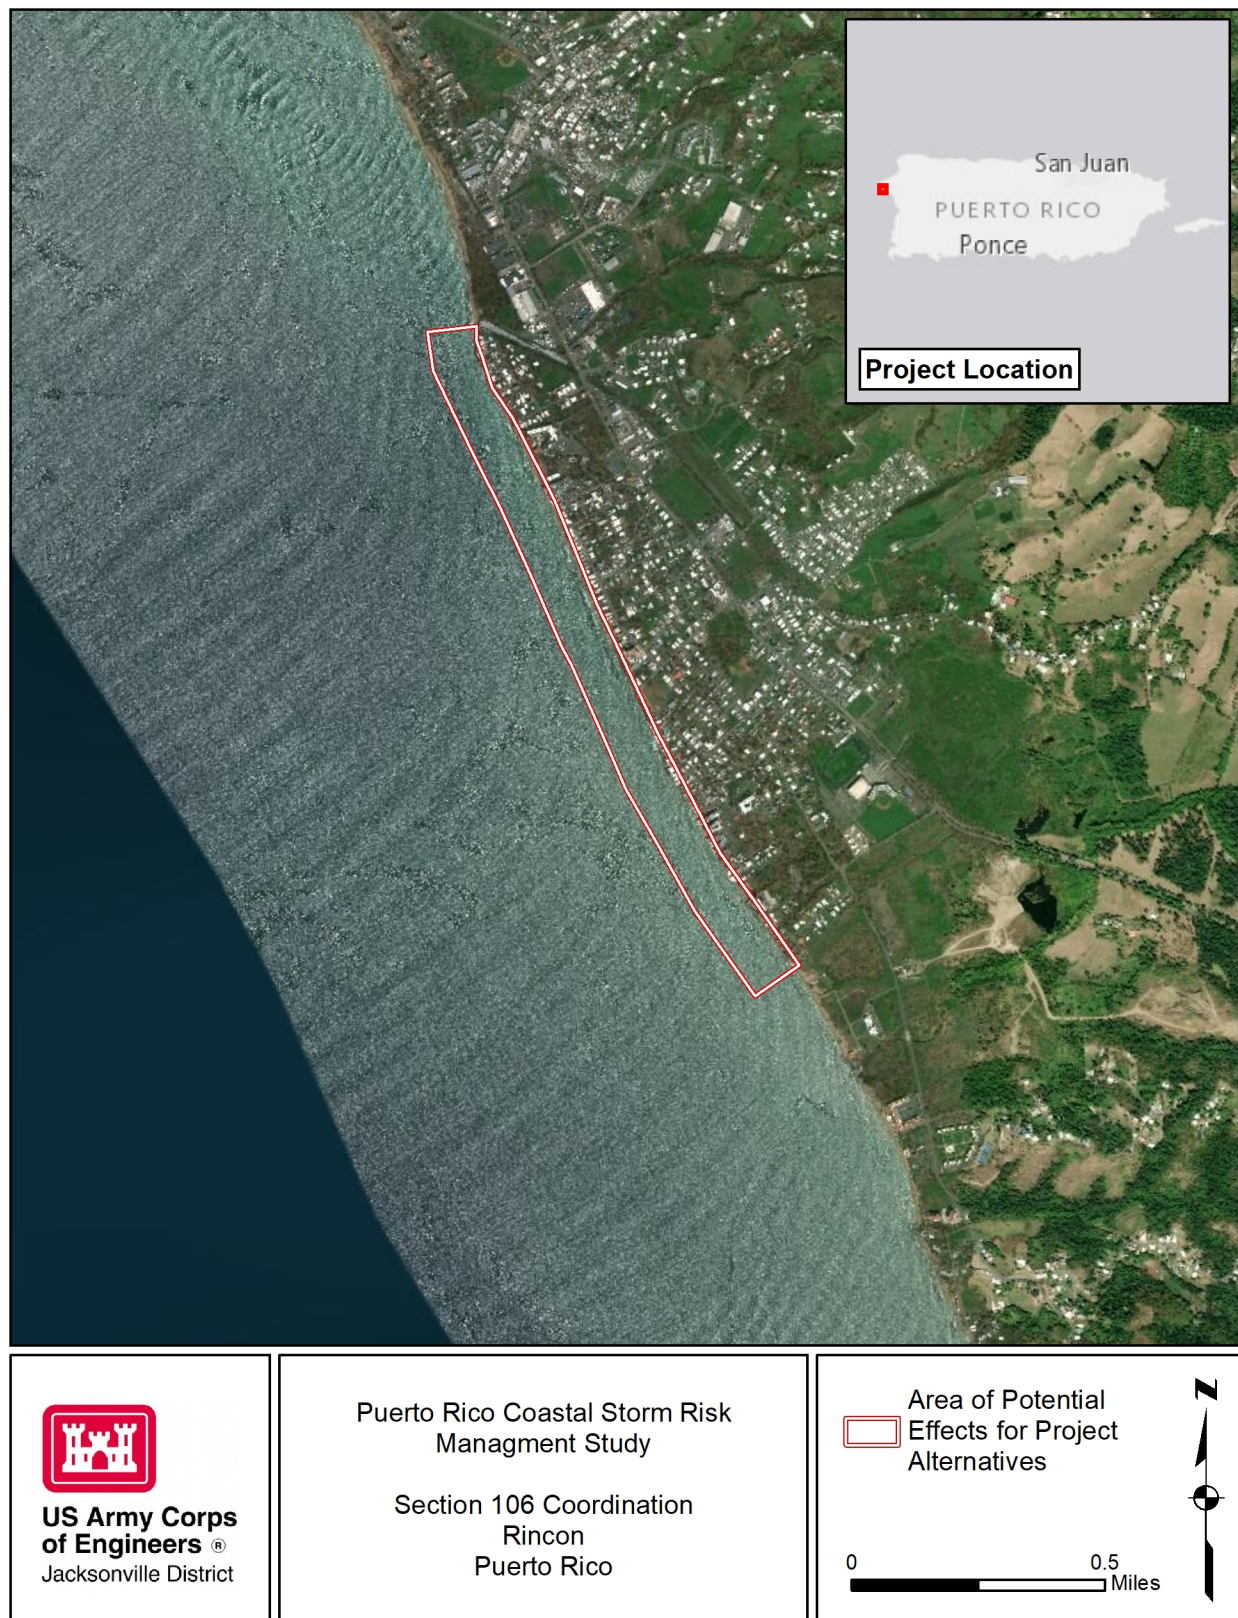 San Juan
PUERTO RICO
Ponce
Project Location
US Army Corps
of Engineers ®
Jacksonville District
Puerto Rico Coastal Storm Risk
Managment Study
Section 106 Coordination
Rincon
Puerto Rico
Area of Potential
Effects for Project
Alternatives
N
0 0.5
Miles